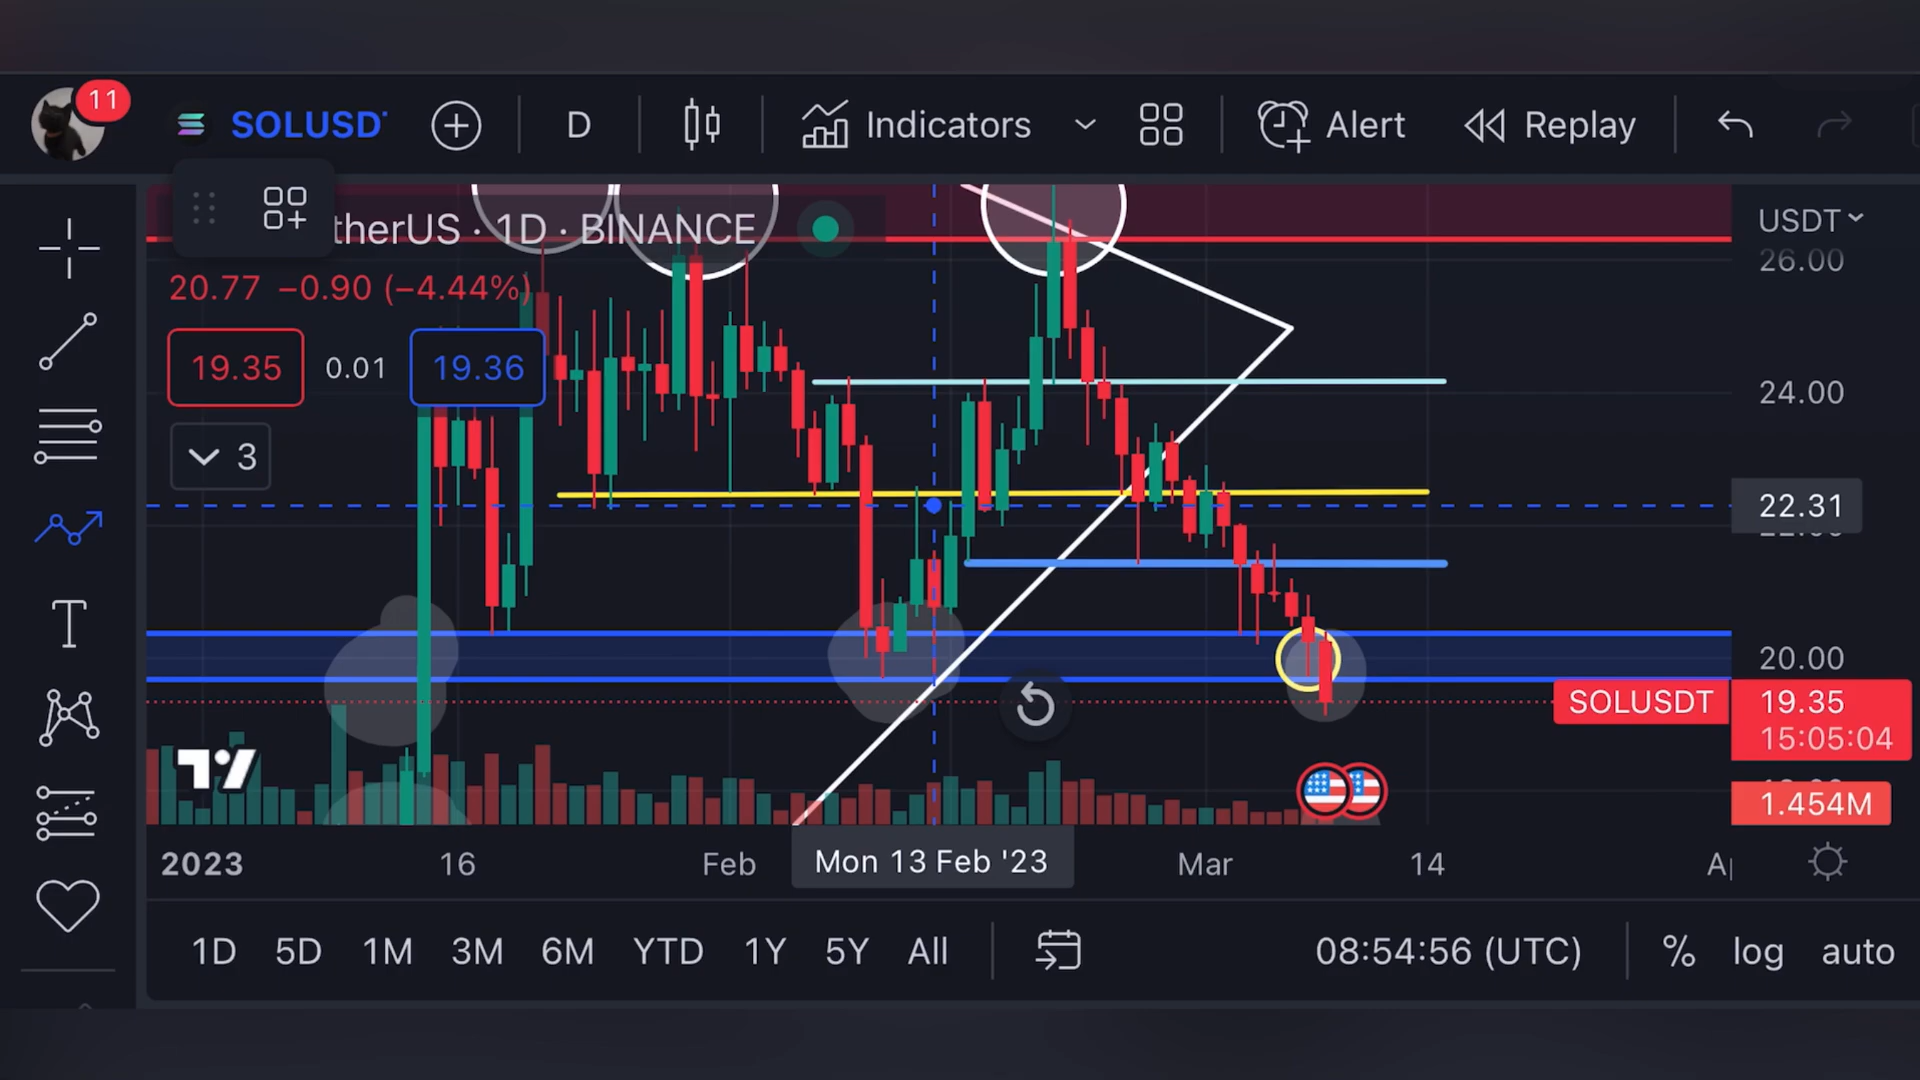 11
SOLUSD
D
Indicators
Alert
Replay
therUS · 1D · BINANCE
USDT
26.00
20.77 −0.90 (−4.44%)
19.35
0.01
19.36
24.00
3
22.31
20.00
SOLUSDT
19.35
15:05:04
1.454M
2023
16
Feb
Mon 13 Feb '23
Mar
14
1D
5D
1M
3M
6M
YTD
1Y
5Y
All
08:54:56 (UTC)
%
log
auto